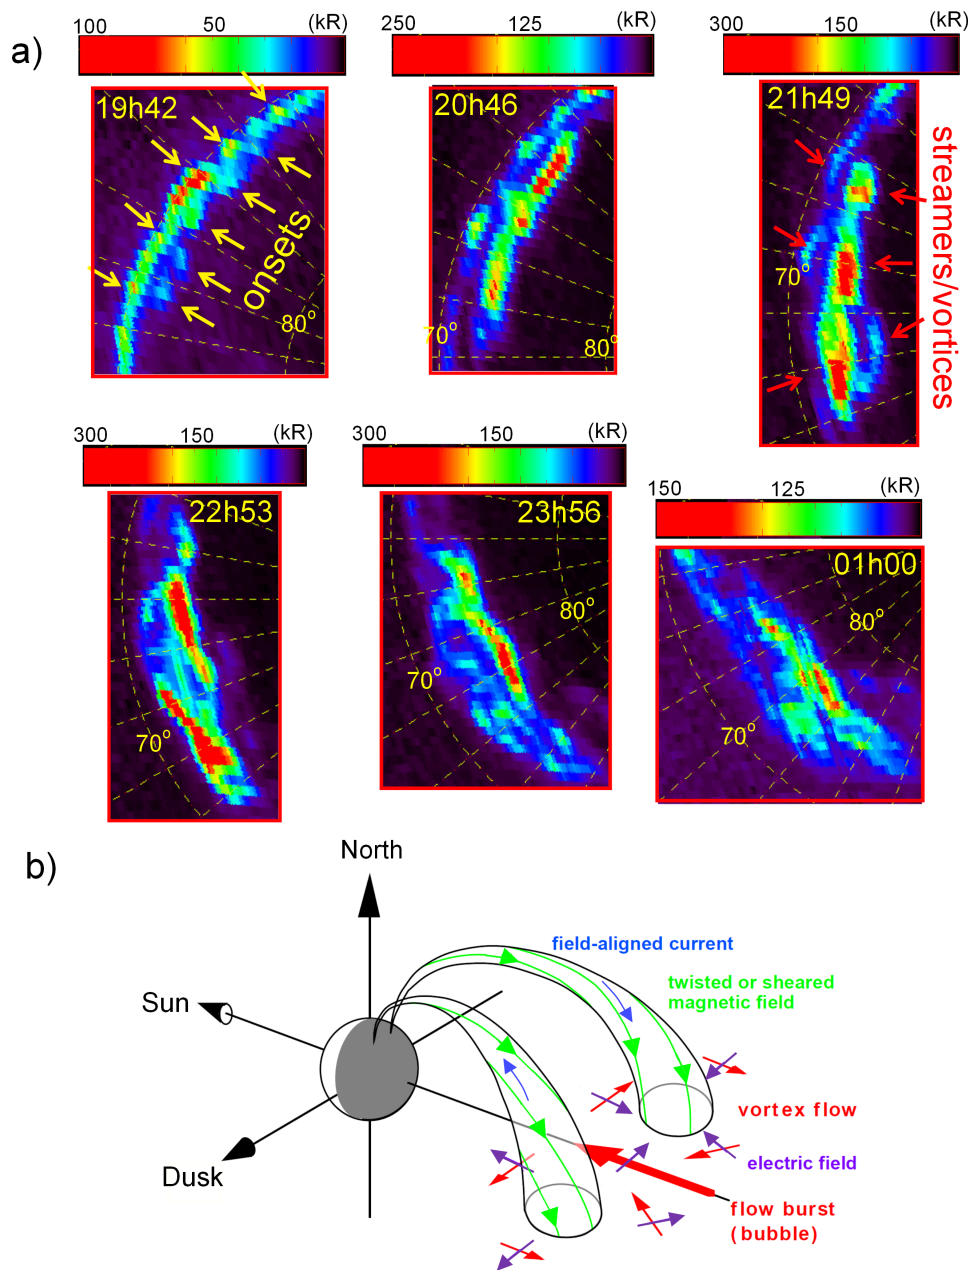 a)
100 50 (kR)
19h42
onsets
80°
250 125 (kR)
20h46
70°
80°
300 150 (kR)
21h49
70°
streamers/vortices
300 150 (kR)
22h53
70°
300 150 (kR)
23h56
80°
70°
150 125 (kR)
01h00
80°
70°
b)
North
Sun
Dusk
field-aligned current
twisted or sheared
magnetic field
vortex flow
electric field
flow burst
(bubble)